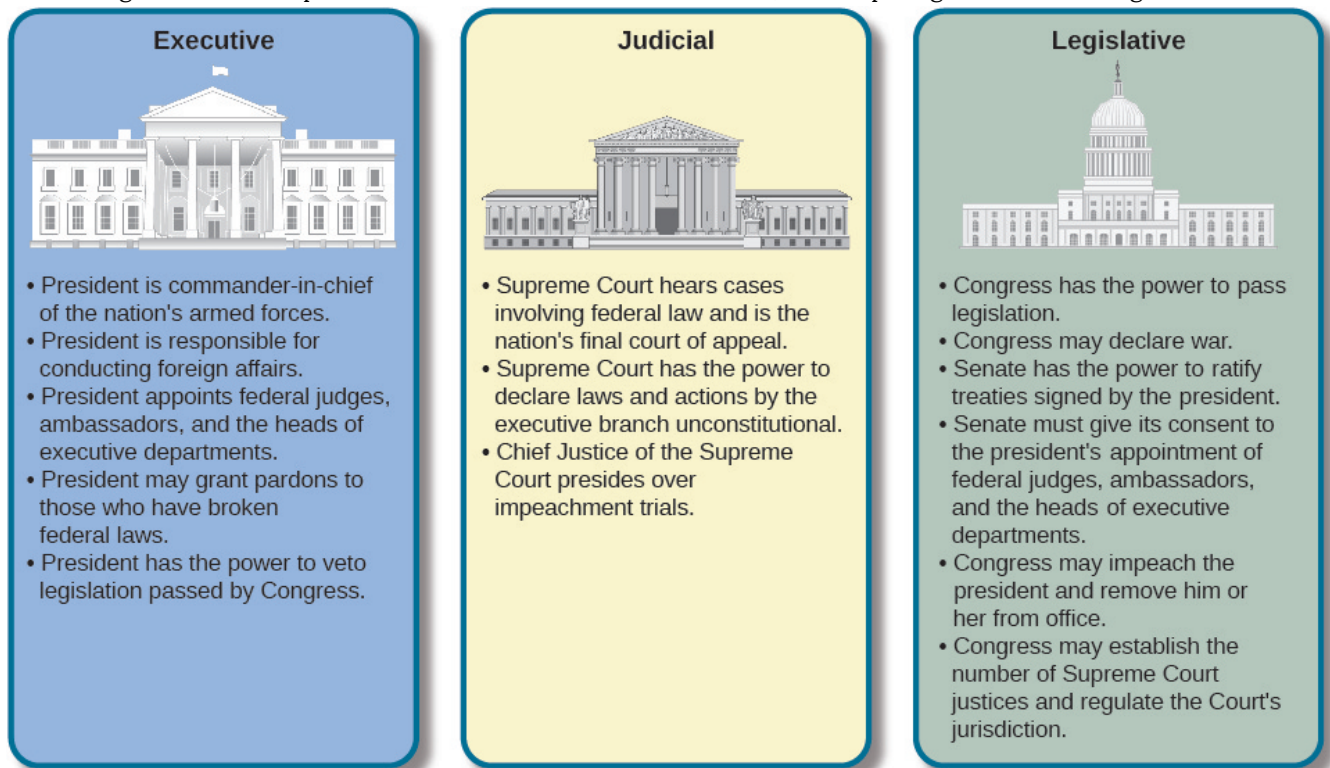 Executive
• President is commander-in-chief
of the nation's armed forces.
• President is responsible for
conducting foreign affairs.
• President appoints federal judges,
ambassadors, and the heads of
executive departments.
• President may grant pardons to
those who have broken
federal laws.
• President has the power to veto
legislation passed by Congress.
Judicial
• Supreme Court hears cases
involving federal law and is the
nation's final court of appeal.
• Supreme Court has the power to
declare laws and actions by the
executive branch unconstitutional.
• Chief Justice of the Supreme
Court presides over
impeachment trials.
Legislative
• Congress has the power to pass
legislation.
• Congress may declare war.
• Senate has the power to ratify
treaties signed by the president.
• Senate must give its consent to
the president's appointment of
federal judges, ambassadors,
and the heads of executive
departments.
• Congress may impeach the
president and remove him or
her from office.
• Congress may establish the
number of Supreme Court
justices and regulate the Court's
jurisdiction.